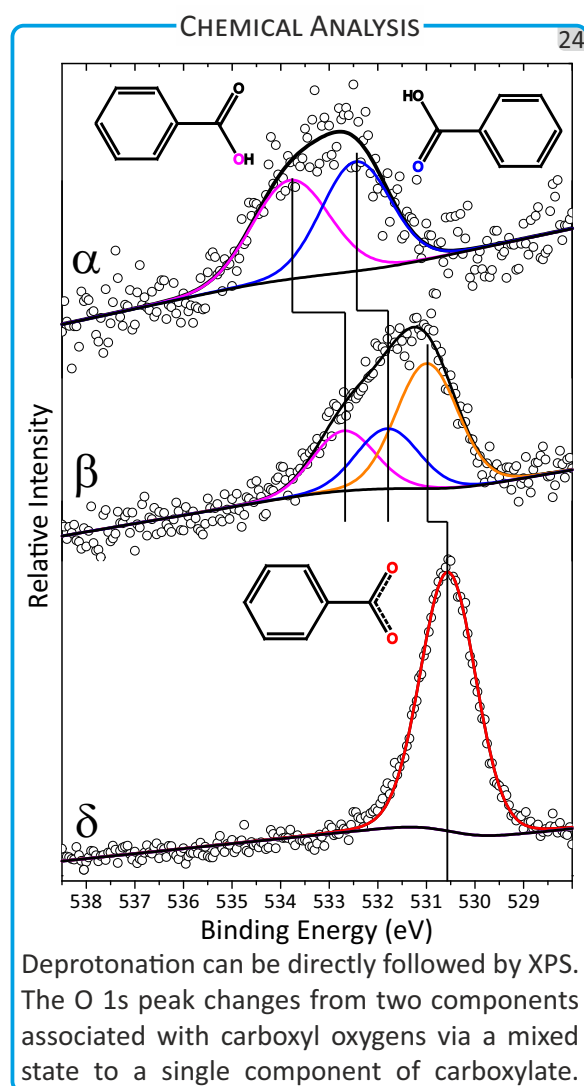 CHEMICAL ANALYSIS
24
O
OH
HO
O
α
β
O
O
δ
Relative Intensity
538 537 536 535 534 533 532 531 530 529
Binding Energy (eV)
Deprotonation can be directly followed by XPS.
The O 1s peak changes from two components
associated with carboxyl oxygens via a mixed
state to a single component of carboxylate.